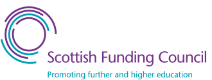 Scottish Funding Council
Promoting further and higher education